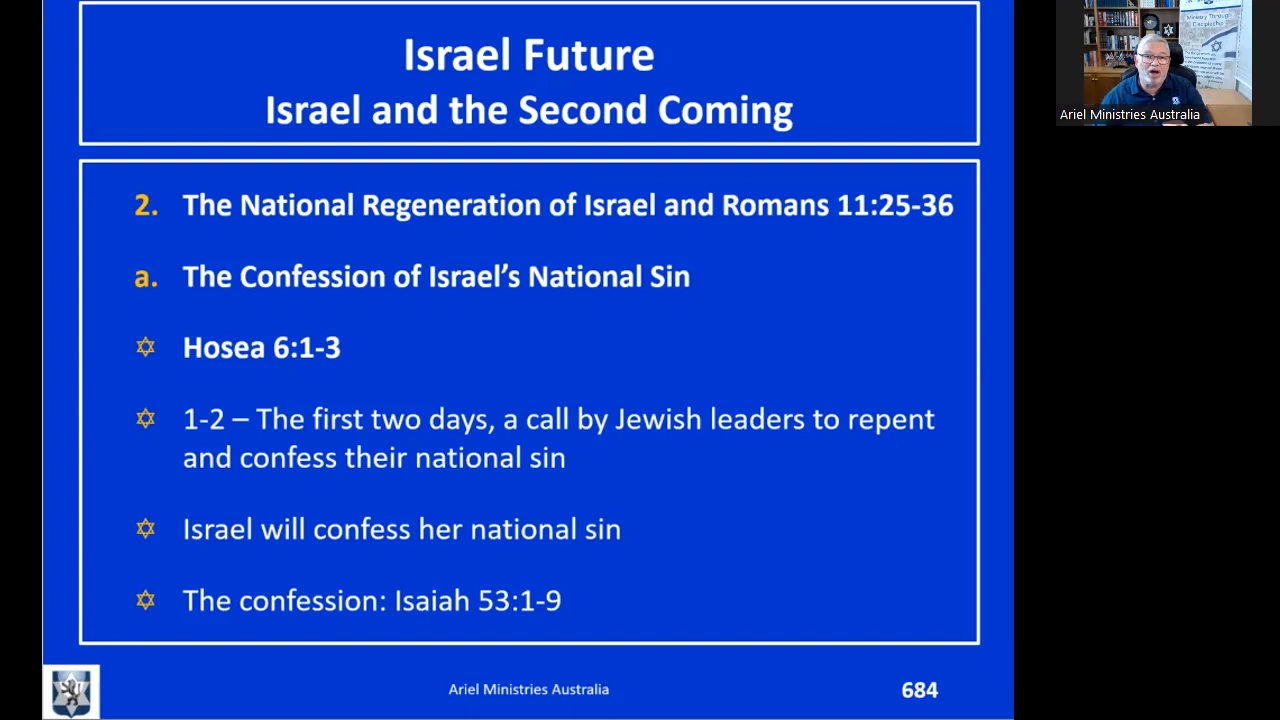 Israel Future
Israel and the Second Coming
2. The National Regeneration of Israel and Romans 11:25-36
a. The Confession of Israel’s National Sin
✡ Hosea 6:1-3
✡ 1-2 – The first two days, a call by Jewish leaders to repent
and confess their national sin
✡ Israel will confess her national sin
✡ The confession: Isaiah 53:1-9
Ariel Ministries Australia
684
Ministry Through
Discipleship
Ariel Ministries Australia